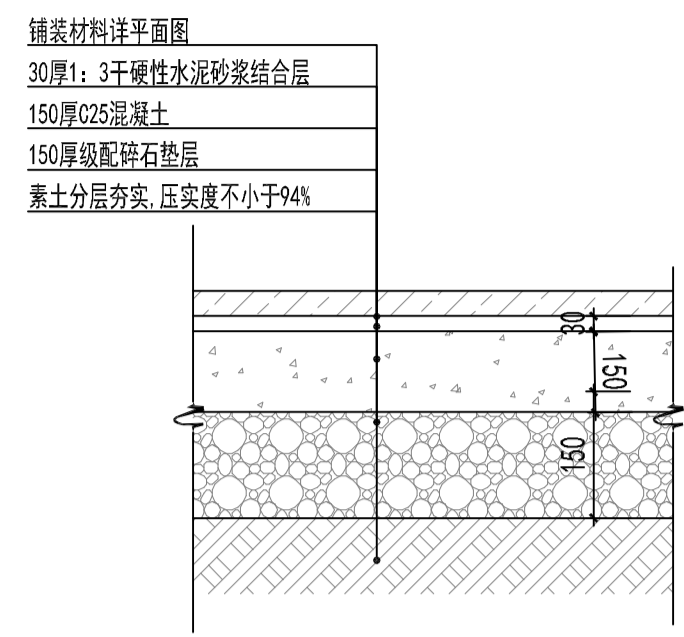 铺装材料详平面图
30厚1：3干硬性水泥砂浆结合层
150厚C25混凝土
150厚级配碎石垫层
素土分层夯实,压实度不小于94%
30
150
150